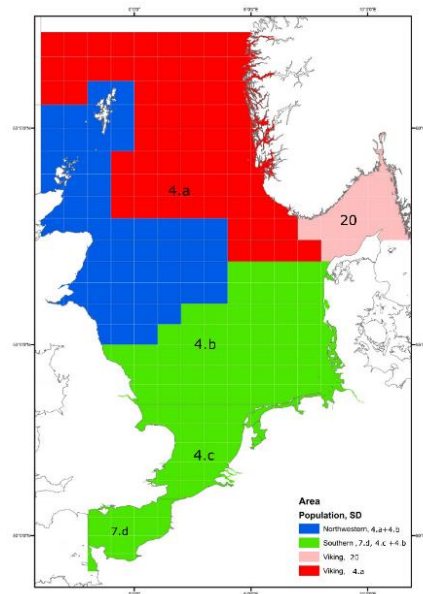 4.a
20
4.b
4.c
7.d
Area
Population, SD
Northwestern, 4.a+4.b
Southern, 7.d, 4.c+4.b
Viking, 20
Viking, 4.a